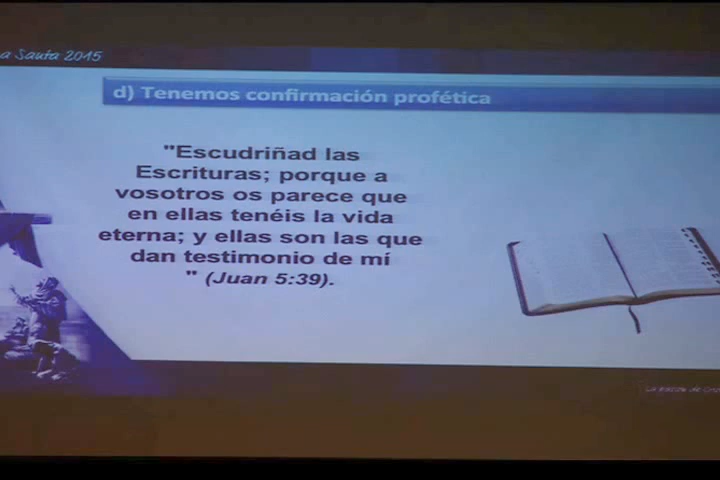 a Santa 2015
d) Tenemos confirmación profética
"Escudriñad las
Escrituras; porque a
vosotros os parece que
en ellas tenéis la vida
eterna; y ellas son las que
dan testimonio de mí
" (Juan 5:39).